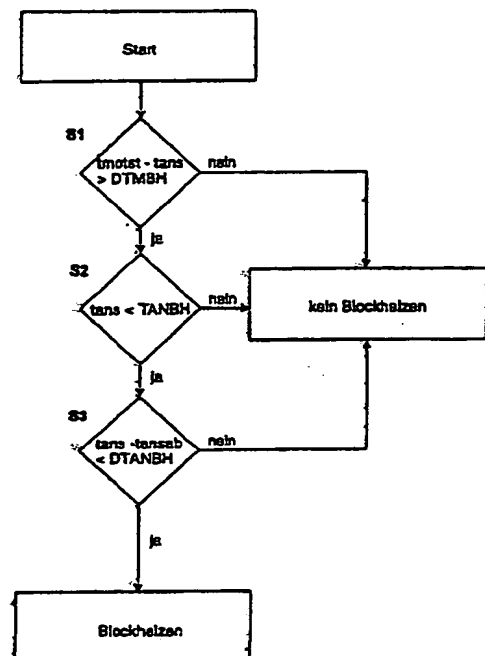 Start
S1
tmotst - tans
> DTMBH
nein
ja
S2
tans < TANBH
nein
kein Blockheizen
ja
S3
tans -tansab
< DTANBH
nein
ja
Blockheizen